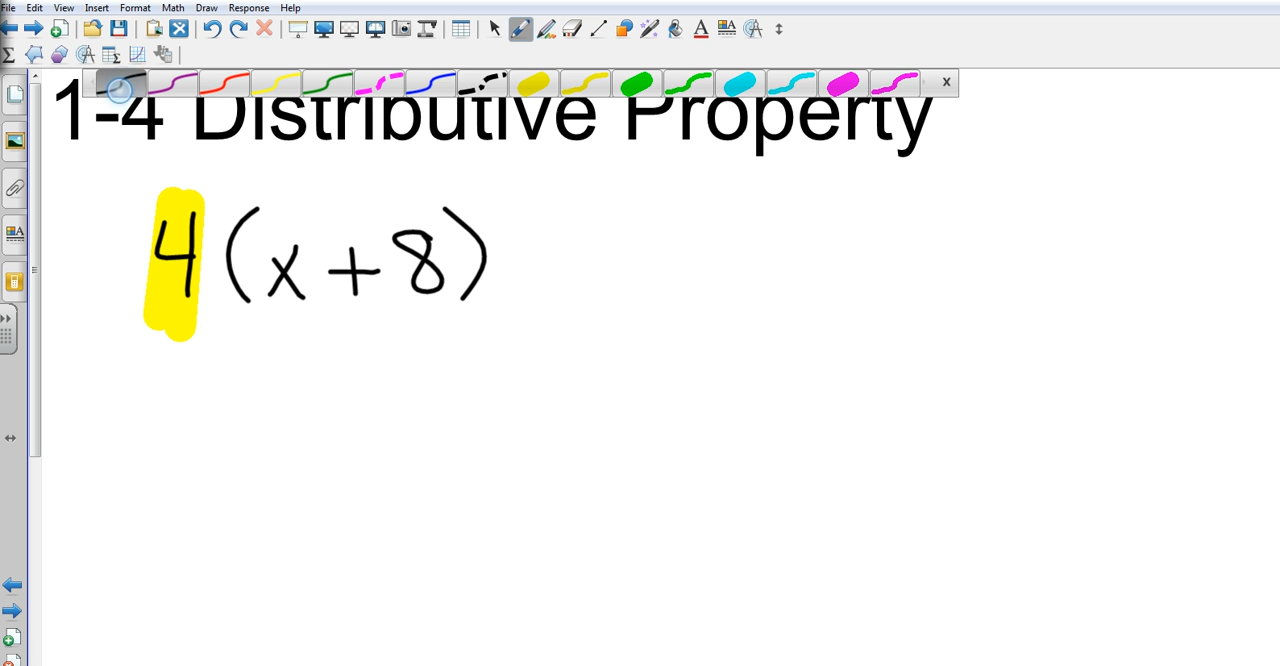 File Edit View Insert Format Math Draw Response Help
1-4 Distributive Property
4(x+8)